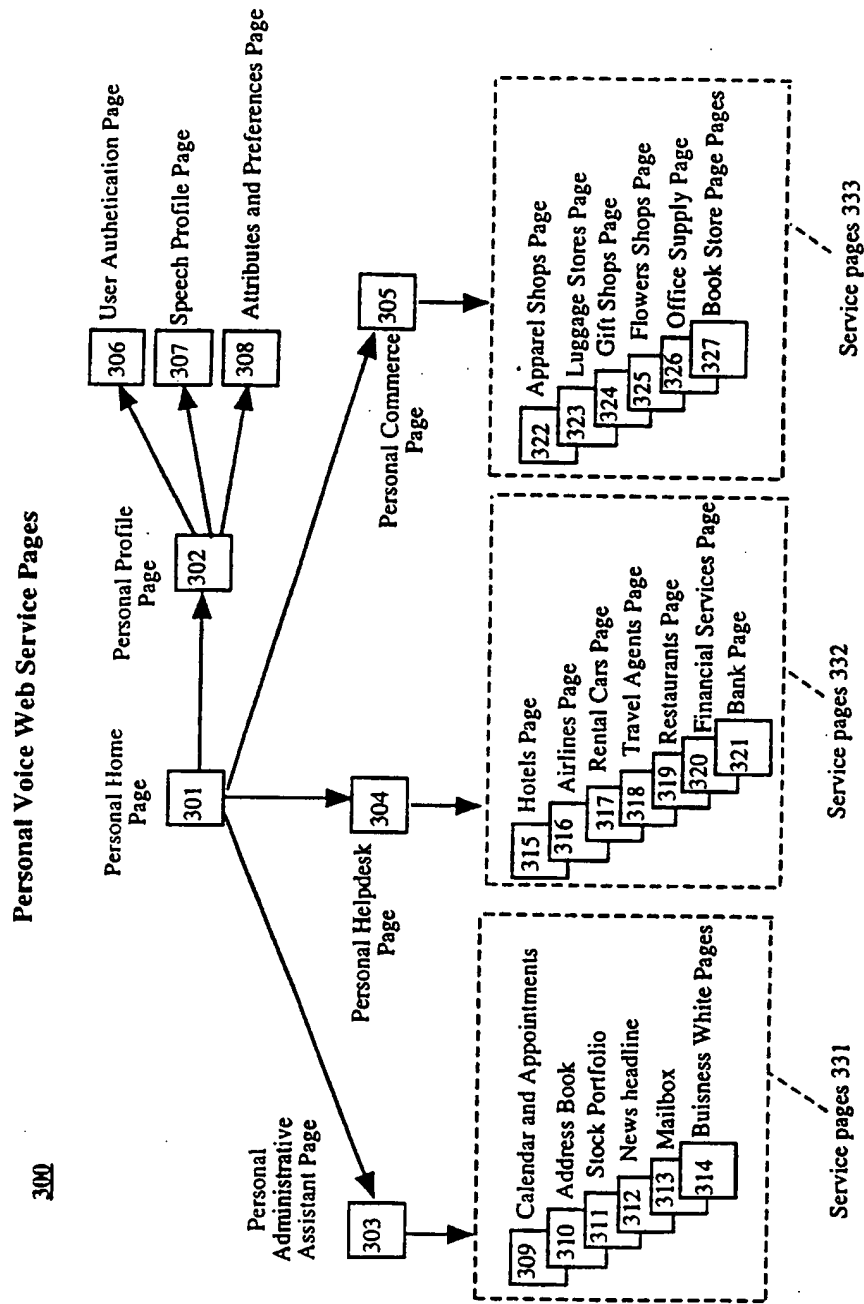 Personal Voice Web Service Pages
300
Personal Home
Page
301
Personal Profile
Page
302
306
User Authetication Page
307
Speech Profile Page
308
Attributes and Preferences Page
Personal
Administrative
Assistant Page
303
Personal Helpdesk
Page
304
Personal Commerce
Page
305
309
Calendar and Appointments
310
Address Book
311
Stock Portfolio
312
News headline
313
Mailbox
314
Buisness White Pages
Service pages 331
315
Hotels Page
316
Airlines Page
317
Rental Cars Page
318
Travel Agents Page
319
Restaurants Page
320
Financial Services Page
321
Bank Page
Service pages 332
322
Apparel Shops Page
323
Luggage Stores Page
324
Gift Shops Page
325
Flowers Shops Page
326
Office Supply Page
327
Book Store Page Pages
Service pages 333